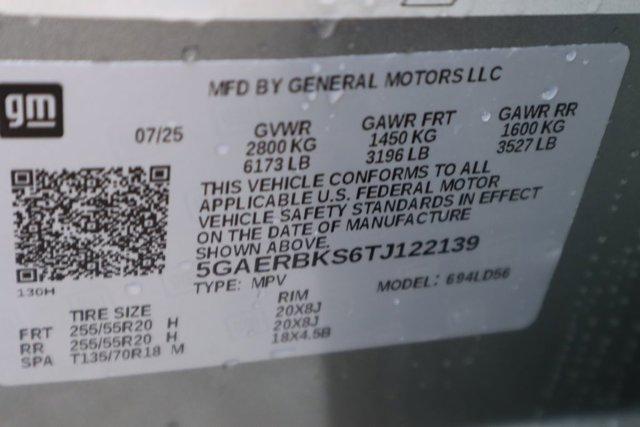 MFD BY GENERAL MOTORS LLC
gm
07/25
GVWR GAWR FRT GAWR RR
2800 KG 1450 KG 1600 KG
6173 LB 3196 LB 3527 LB
THIS VEHICLE CONFORMS TO ALL
APPLICABLE U.S. FEDERAL MOTOR
VEHICLE SAFETY STANDARDS IN EFFECT
ON THE DATE OF MANUFACTURE
SHOWN ABOVE.
5GAERBKS6TJ122139
TYPE: MPV MODEL: 694LD56
13GH
TIRE SIZE RIM
FRT 255/55R20 H 20X8J
RR 255/55R20 H 20X8J
SPA T135/70R18 M 18X4.5B